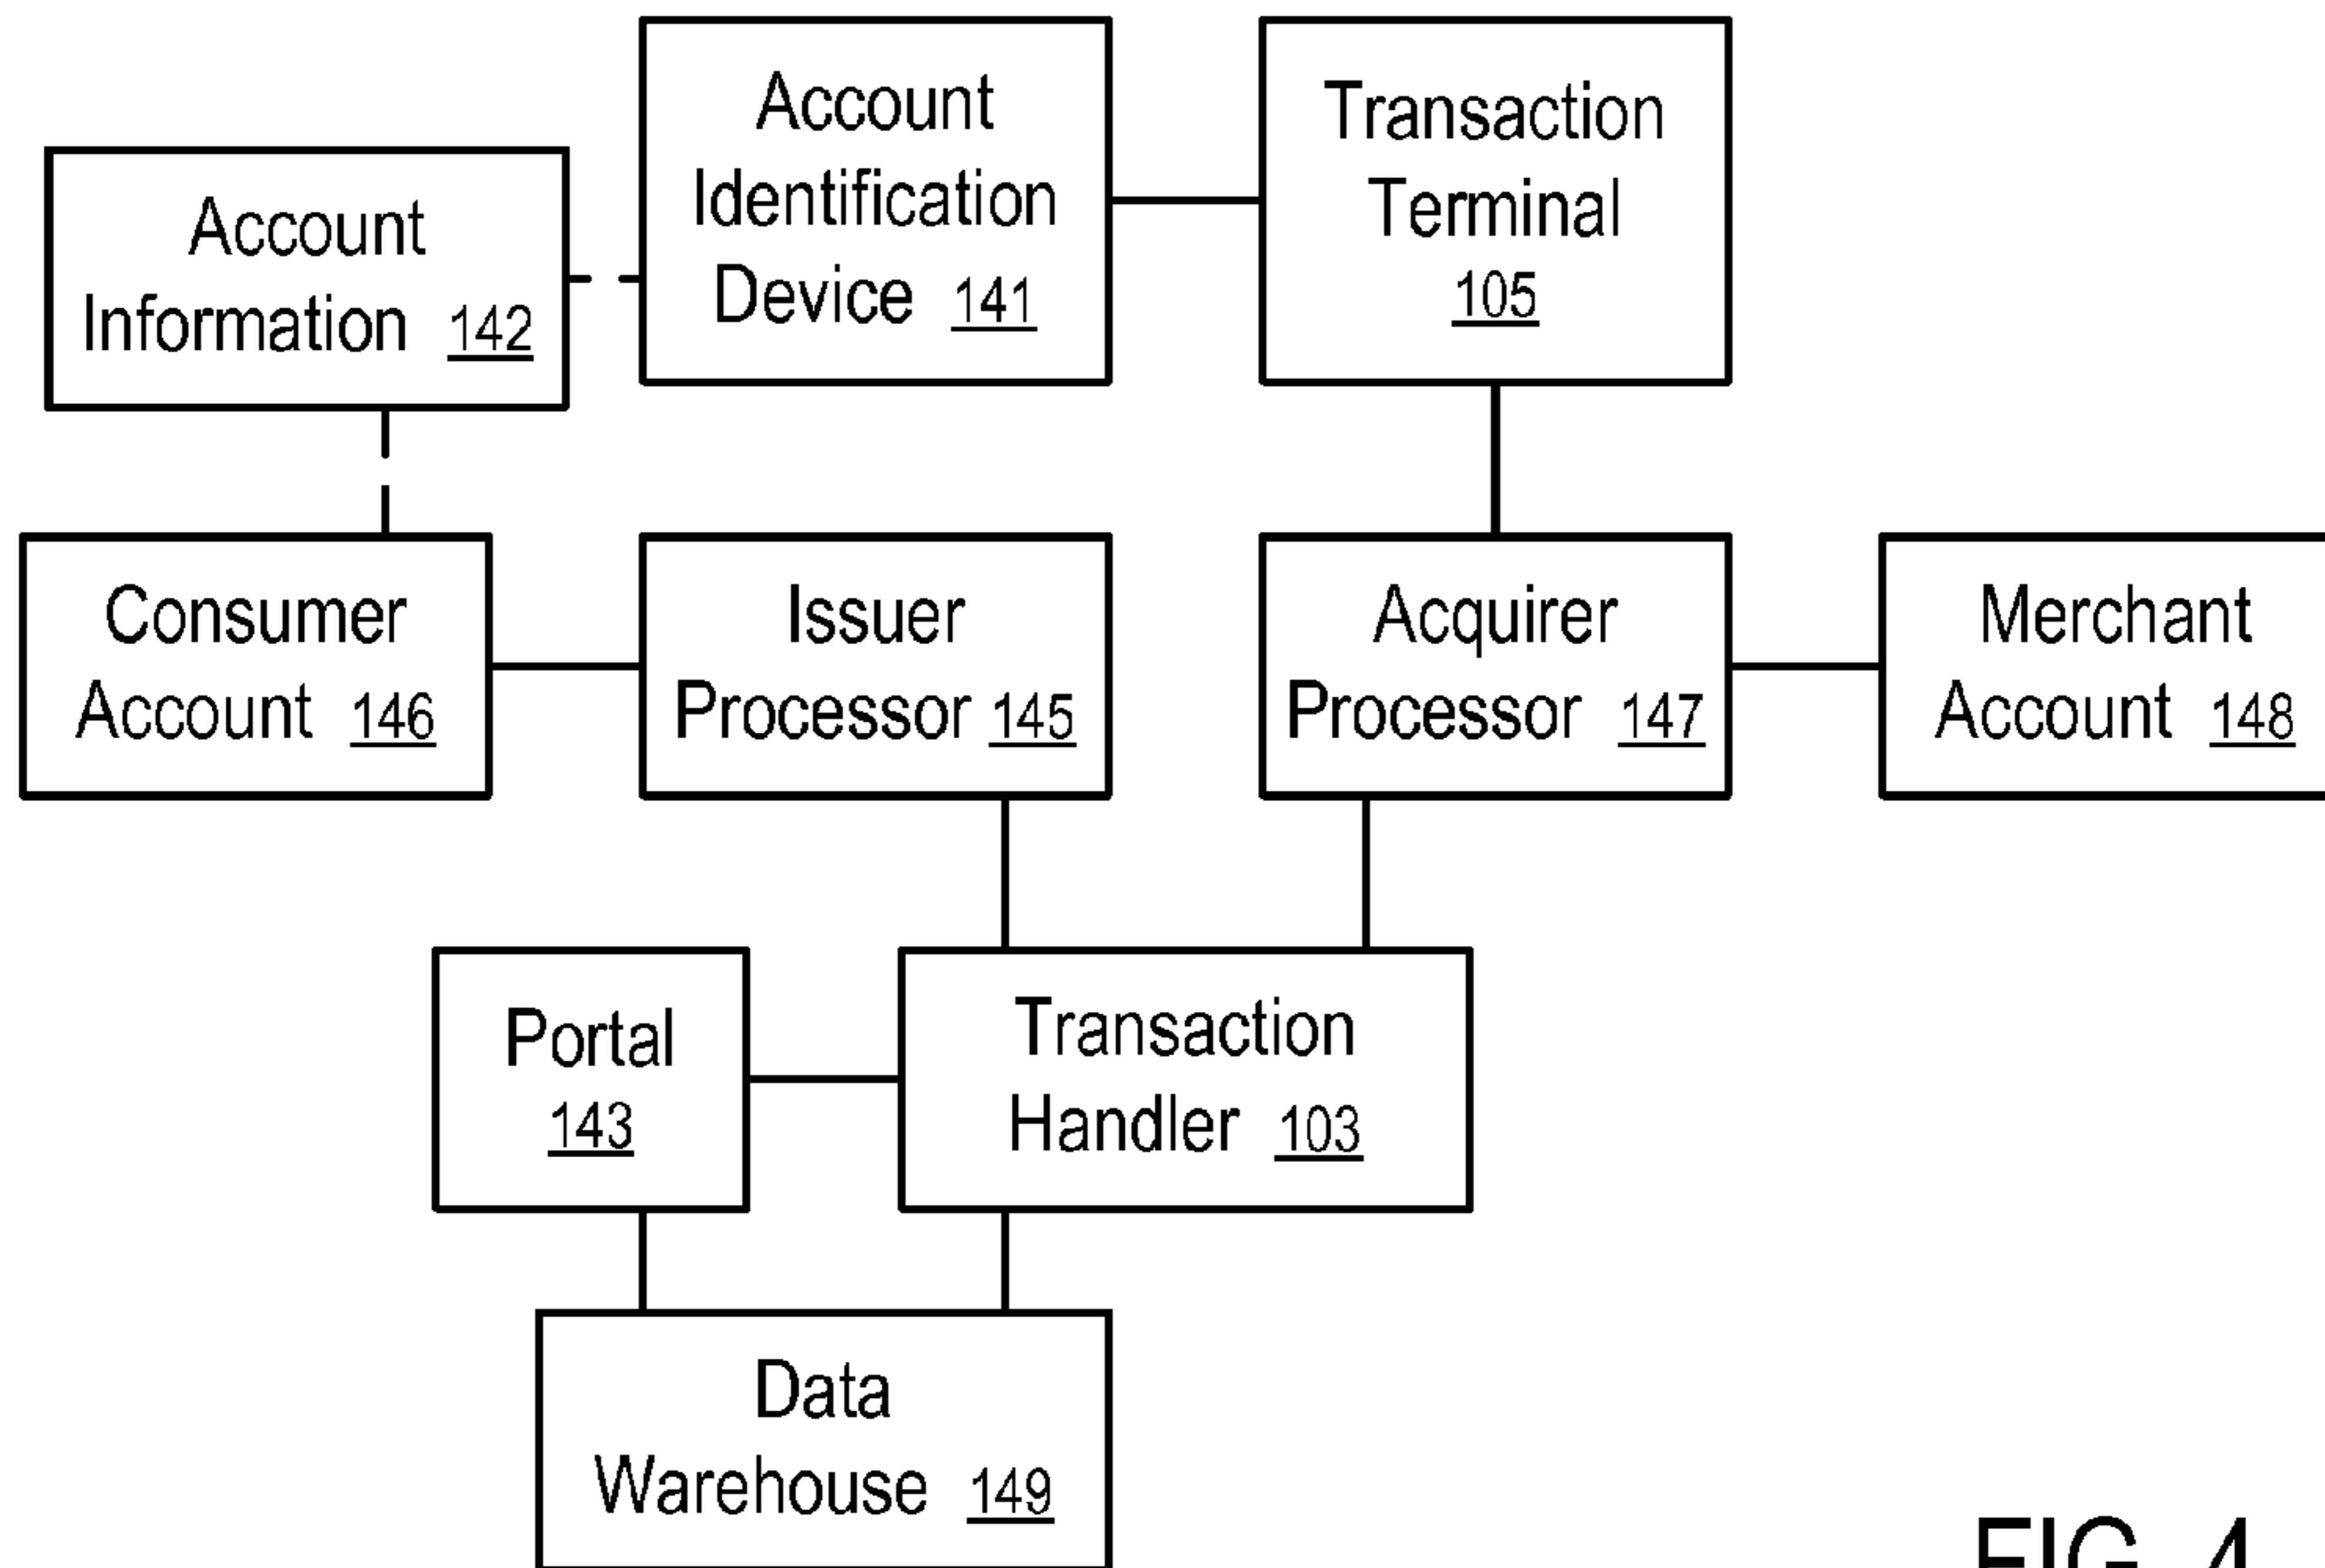 Account
Identification
Device 141
Transaction
Terminal
105
Account
Information 142
Consumer
Account 146
Issuer
Processor 145
Acquirer
Processor 147
Merchant
Account 148
Portal
143
Transaction
Handler 103
Data
Warehouse 149
FIG. 4